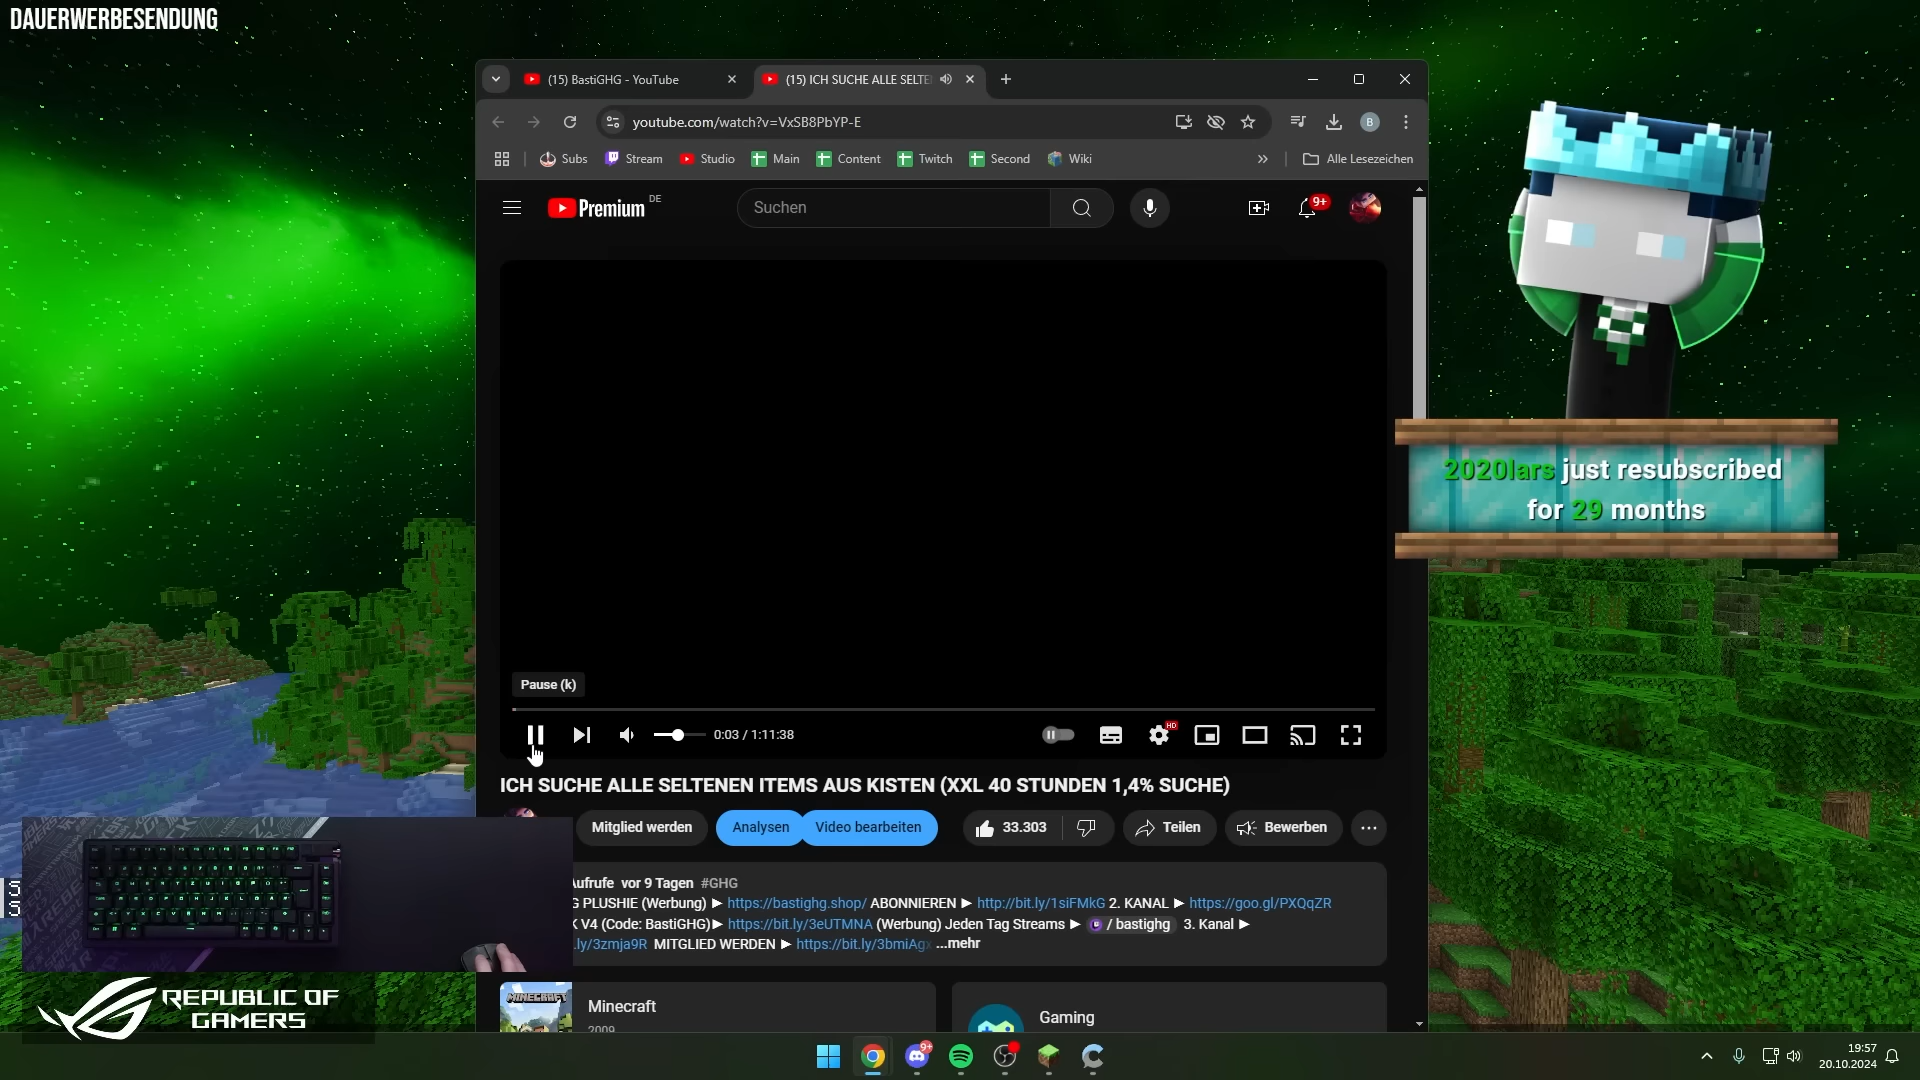 DAUERWERBESENDUNG
(15) BastiGHG - YouTube
(15) ICH SUCHE ALLE SELTE
youtube.com/watch?v=VxSB8PbYP-E
B
Subs
Stream
Studio
Main
Content
Twitch
Second
Wiki
Alle Lesezeichen
Premium
DE
Suchen
9+
2020lars just resubscribed
for 29 months
Pause (k)
0:03 / 1:11:38
HD
ICH SUCHE ALLE SELTENEN ITEMS AUS KISTEN (XXL 40 STUNDEN 1,4% SUCHE)
Mitglied werden
Analysen
Video bearbeiten
33.303
Teilen
Bewerben
Aufrufe vor 9 Tagen #GHG
G PLUSHIE (Werbung) ► https://bastighg.shop/ ABONNIEREN ► http://bit.ly/1siFMkG 2. KANAL ► https://goo.gl/PXQqZR
K V4 (Code: BastiGHG)► https://bit.ly/3eUTMNA (Werbung) Jeden Tag Streams ► / bastighg 3. Kanal ►
.ly/3zmja9R MITGLIED WERDEN ► https://bit.ly/3bmiAgx ...mehr
S
S
MINECRAFT
Minecraft
2009
Gaming
REPUBLIC OF
GAMERS
9+
19:57
20.10.2024